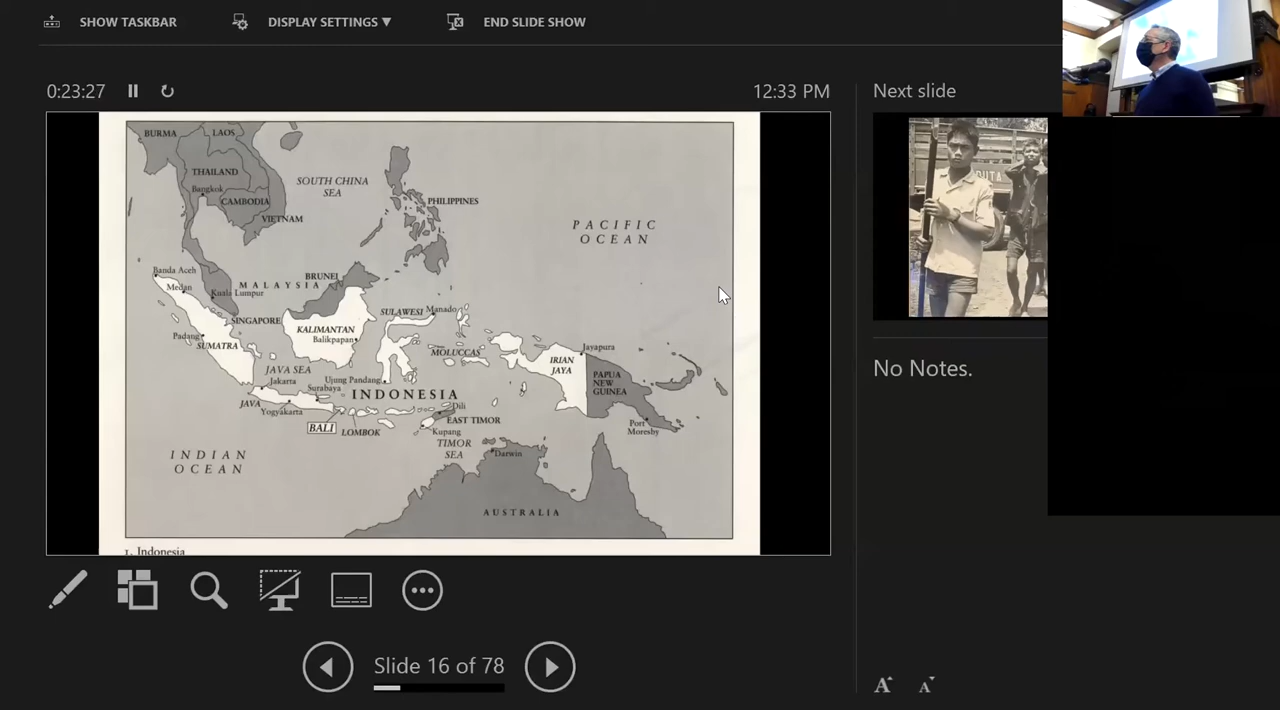 SHOW TASKBAR
DISPLAY SETTINGS ▼
END SLIDE SHOW
0:23:27
12:33 PM
Next slide
BURMA
LAOS
THAILAND
Bangkok
CAMBODIA
VIETNAM
SOUTH CHINA
SEA
PHILIPPINES
PACIFIC
OCEAN
Banda Aceh
Medan
MALAYSIA
BRUNEI
Kuala Lumpur
SINGAPORE
Padang
SUMATRA
KALIMANTAN
Balikpapan
SULAWESI
Manado
MOLUCCAS
Jayapura
IRIAN
JAYA
PAPUA
NEW
GUINEA
Port
Moresby
JAVA SEA
Jakarta
Surabaya
Ujung Pandang
INDONESIA
JAVA
Yogyakarta
BALI
LOMBOK
Dili
EAST TIMOR
Kupang
TIMOR
SEA
Darwin
INDIAN
OCEAN
AUSTRALIA
1. Indonesia
UTA
No Notes.
Slide 16 of 78
A
A